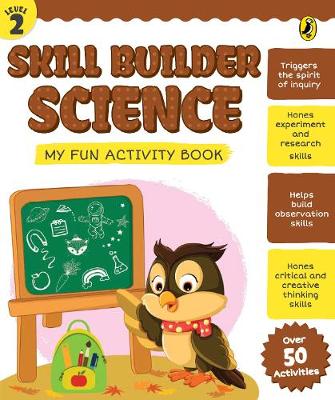 LEVEL
2
SKILL BUILDER
SCIENCE
MY FUN ACTIVITY BOOK
Triggers
the spirit of
inquiry
Hones
experiment and
research
skills
Helps
build
observation
skills
Hones
critical and
creative
thinking
skills
Over
50
Activities